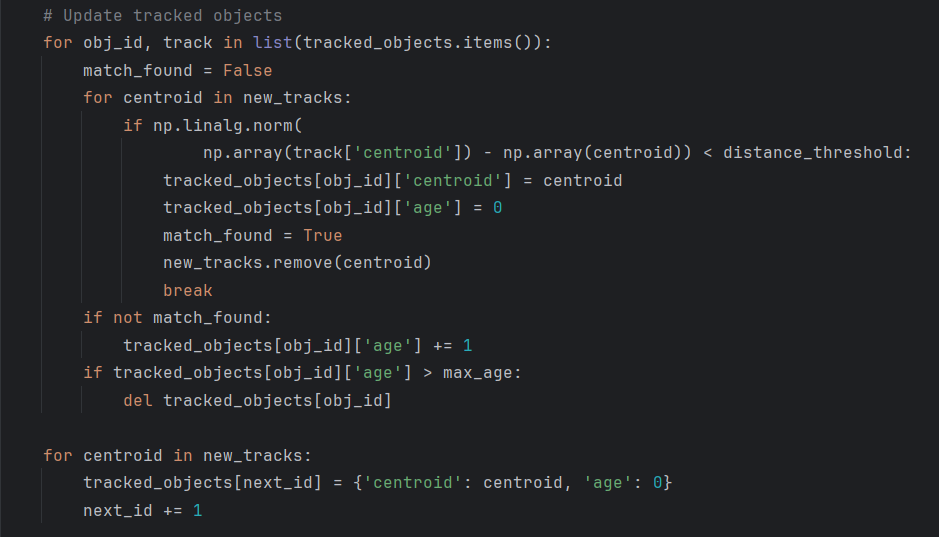 # Update tracked objects
for obj_id, track in list(tracked_objects.items()):
    match_found = False
    for centroid in new_tracks:
        if np.linalg.norm(
                np.array(track['centroid']) - np.array(centroid)) < distance_threshold:
            tracked_objects[obj_id]['centroid'] = centroid
            tracked_objects[obj_id]['age'] = 0
            match_found = True
            new_tracks.remove(centroid)
            break
    if not match_found:
        tracked_objects[obj_id]['age'] += 1
    if tracked_objects[obj_id]['age'] > max_age:
        del tracked_objects[obj_id]

for centroid in new_tracks:
    tracked_objects[next_id] = {'centroid': centroid, 'age': 0}
    next_id += 1